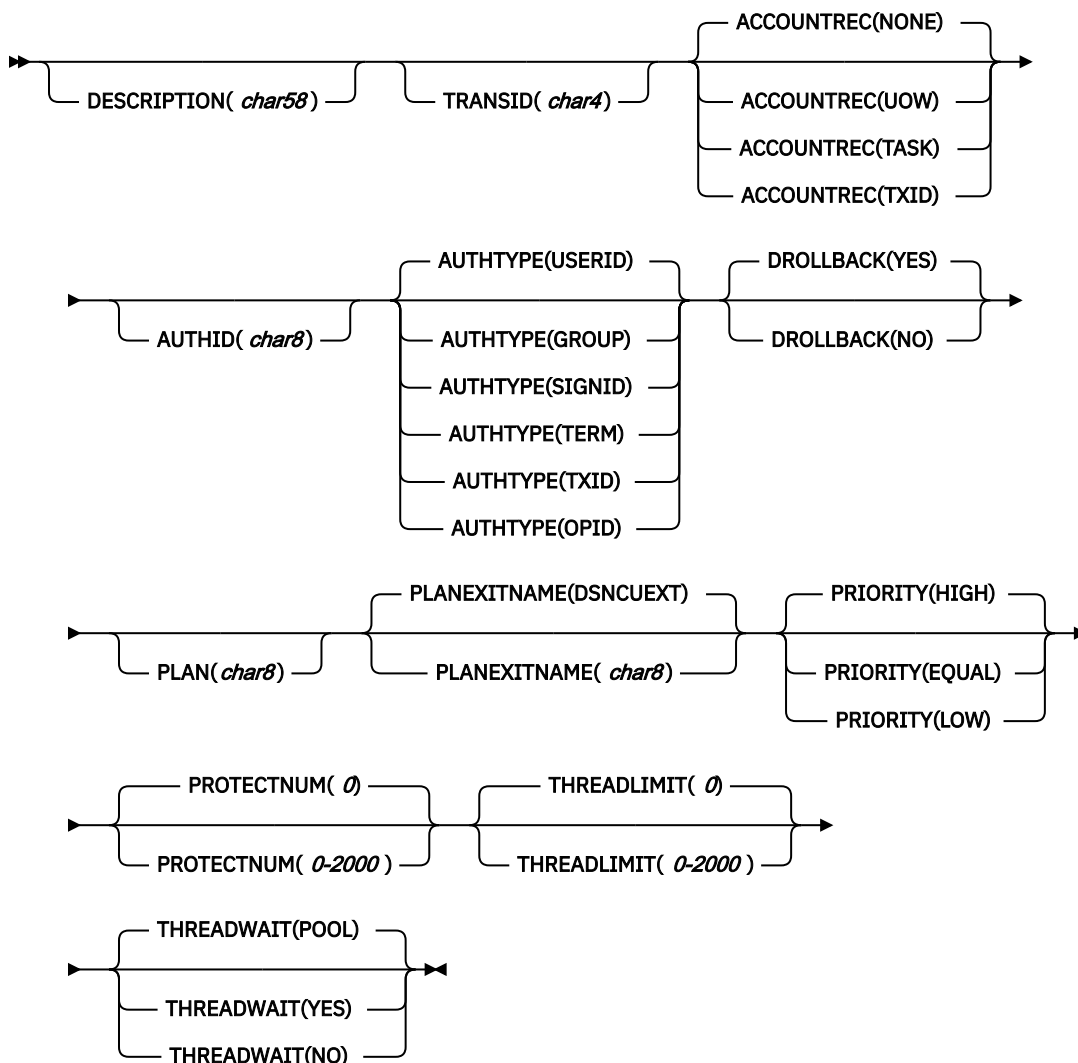 ACCOUNTREC(NONE)
DESCRIPTION( char58 )
TRANSID( char4)
ACCOUNTREC(UOW)
ACCOUNTREC(TASK)
ACCOUNTREC(TXID)
AUTHTYPE(USERID)
DROLLBACK(YES)
AUTHID( char8)
AUTHTYPE(GROUP)
DROLLBACK(NO)
AUTHTYPE(SIGNID)
AUTHTYPE(TERM)
AUTHTYPE(TXID)
AUTHTYPE(OPID)
PLANEXITNAME(DSNCUEXT)
PRIORITY(HIGH)
PLAN(char8)
PLANEXITNAME( char8)
PRIORITY(EQUAL)
PRIORITY(LOW)
PROTECTNUM( 0)
THREADLIMIT( 0)
PROTECTNUM( 0-2000 )
THREADLIMIT( 0-2000 )
THREADWAIT(POOL)
THREADWAIT(YES)
THREADWAIT(NO)